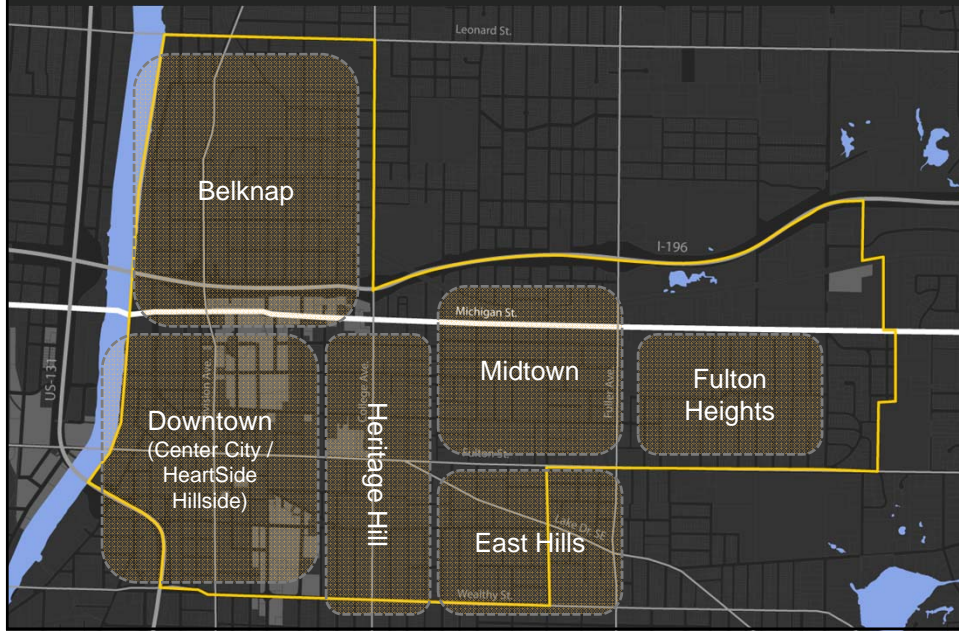 Leonard St.
Belknap
I-196
Michigan St.
US-131
Downtown
(Center City /
HeartSide
Hillside)
College Ave.
Heritage Hill
Midtown
Fuller Ave.
Fulton
Heights
Fulton St.
Lake Dr. SE
East Hills
Wealthy St.